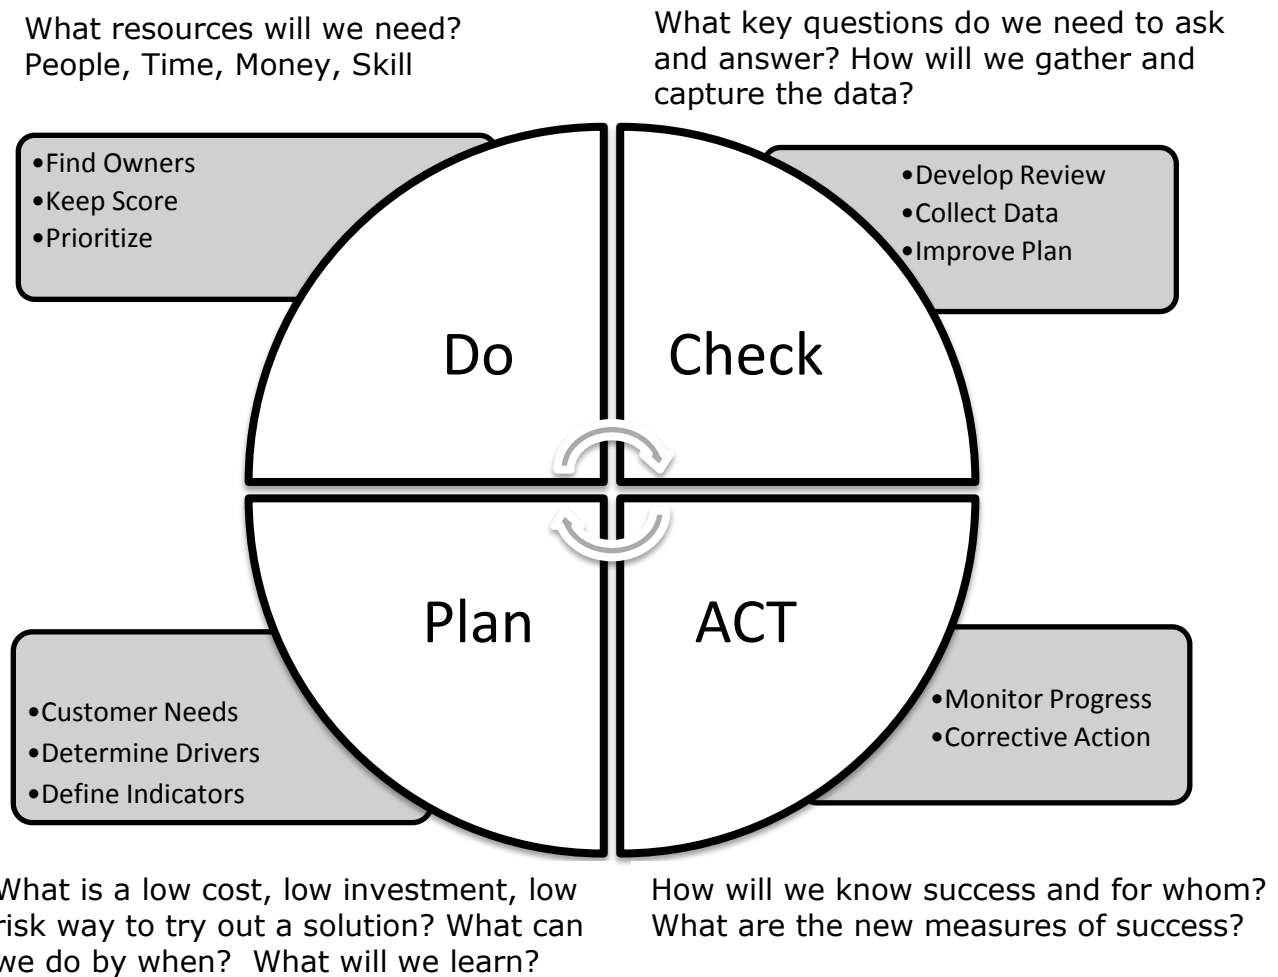 What resources will we need?
People, Time, Money, Skill
What key questions do we need to ask
and answer? How will we gather and
capture the data?
•Find Owners
•Keep Score
•Prioritize
•Develop Review
•Collect Data
•Improve Plan
Do
Check
Plan
ACT
•Customer Needs
•Determine Drivers
•Define Indicators
•Monitor Progress
•Corrective Action
What is a low cost, low investment, low
risk way to try out a solution? What can
we do by when?  What will we learn?
How will we know success and for whom?
What are the new measures of success?